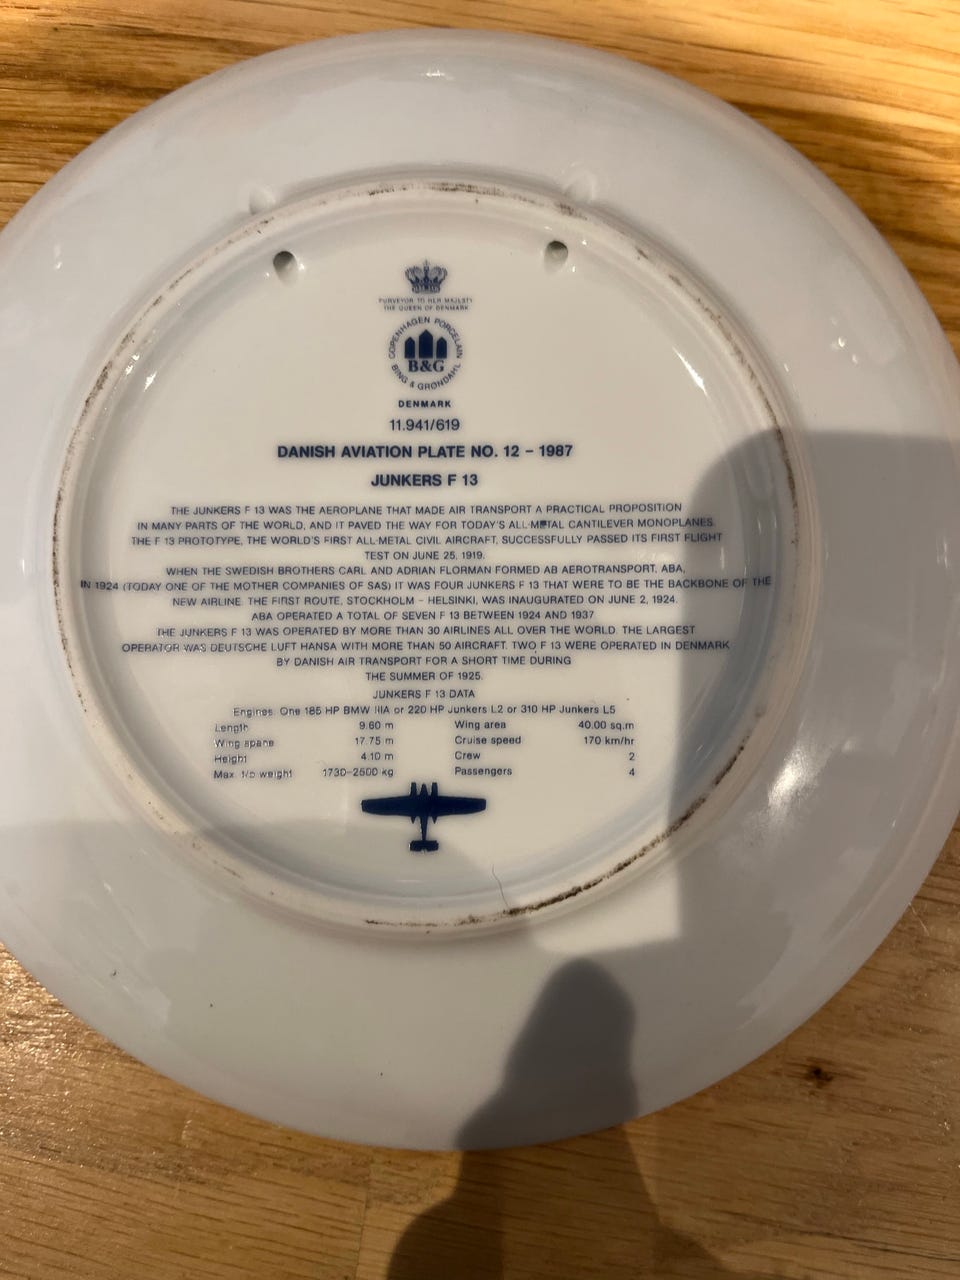 PURVEYOR TO HER MAJESTY
THE QUEEN OF DENMARK
COPENHAGEN PORCELAIN
B&G
BING & GRØNDAHL
DENMARK
11.941/619
DANISH AVIATION PLATE NO. 12 – 1987
JUNKERS F 13
THE JUNKERS F 13 WAS THE AEROPLANE THAT MADE AIR TRANSPORT A PRACTICAL PROPOSITION
IN MANY PARTS OF THE WORLD, AND IT PAVED THE WAY FOR TODAY'S ALL-METAL CANTILEVER MONOPLANES.
THE F 13 PROTOTYPE, THE WORLD'S FIRST ALL-METAL CIVIL AIRCRAFT, SUCCESSFULLY PASSED ITS FIRST FLIGHT
TEST ON JUNE 25, 1919.
WHEN THE SWEDISH BROTHERS CARL AND ADRIAN FLORMAN FORMED AB AEROTRANSPORT, ABA,
IN 1924 (TODAY ONE OF THE MOTHER COMPANIES OF SAS) IT WAS FOUR JUNKERS F 13 THAT WERE TO BE THE BACKBONE OF THE
NEW AIRLINE. THE FIRST ROUTE, STOCKHOLM – HELSINKI, WAS INAUGURATED ON JUNE 2, 1924.
ABA OPERATED A TOTAL OF SEVEN F 13 BETWEEN 1924 AND 1937
THE JUNKERS F 13 WAS OPERATED BY MORE THAN 30 AIRLINES ALL OVER THE WORLD. THE LARGEST
OPERATOR WAS DEUTSCHE LUFT HANSA WITH MORE THAN 50 AIRCRAFT. TWO F 13 WERE OPERATED IN DENMARK
BY DANISH AIR TRANSPORT FOR A SHORT TIME DURING
THE SUMMER OF 1925.
JUNKERS F 13 DATA
Engines: One 185 HP BMW IIIA or 220 HP Junkers L2 or 310 HP Junkers L5
Length 9.60 m Wing area 40.00 sq.m
Wing spane 17.75 m Cruise speed 170 km/hr
Height 4.10 m Crew 2
Max. t/o weight 1730-2500 kg Passengers 4